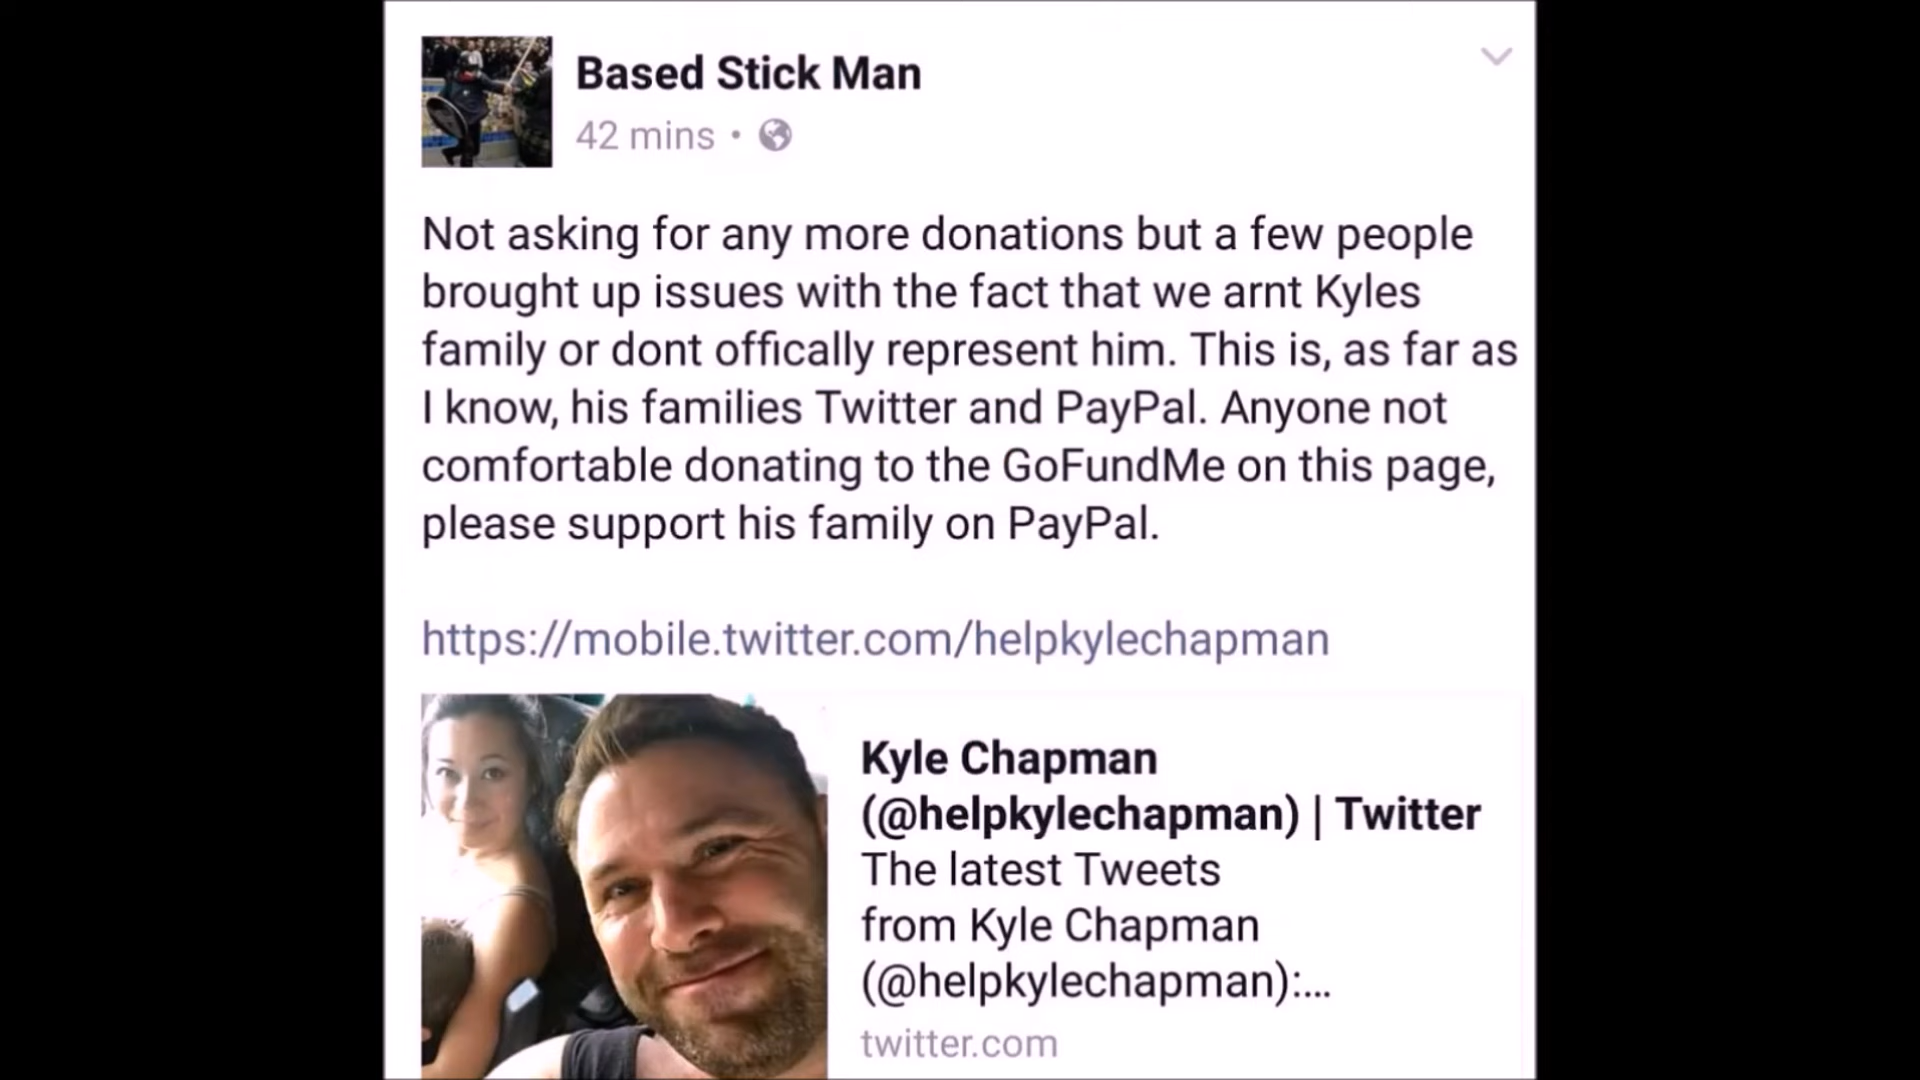 Based Stick Man
42 mins •
Not asking for any more donations but a few people
brought up issues with the fact that we arnt Kyles
family or dont offically represent him. This is, as far as
I know, his families Twitter and PayPal. Anyone not
comfortable donating to the GoFundMe on this page,
please support his family on PayPal.
https://mobile.twitter.com/helpkylechapman
Kyle Chapman
(@helpkylechapman) | Twitter
The latest Tweets
from Kyle Chapman
(@helpkylechapman):...
twitter.com